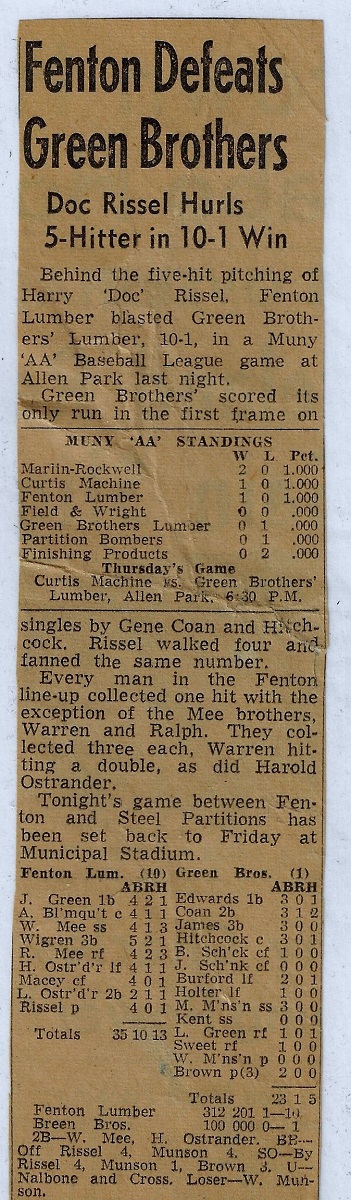 Fenton Defeats
Green Brothers
Doc Rissel Hurls
5-Hitter in 10-1 Win
Behind the five-hit pitching of
Harry 'Doc' Rissel, Fenton
Lumber blasted Green Broth-
ers' Lumber, 10-1, in a Muny
'AA' Baseball League game at
Allen Park last night.
Green Brothers' scored its
only run in the first frame on
MUNY 'AA' STANDINGS
W L Pct.
Marlin-Rockwell 2 0 1.000
Curtis Machine 1 0 1.000
Fenton Lumber 1 0 1.000
Field & Wright 0 0 .000
Green Brothers Lumber 0 1 .000
Partition Bombers 0 1 .000
Finishing Products 0 2 .000
Thursday's Game
Curtis Machine vs. Green Brothers'
Lumber, Allen Park, 6:30 P.M.
singles by Gene Coan and Hitch-
cock. Rissel walked four and
fanned the same number.
Every man in the Fenton
line-up collected one hit with the
exception of the Mee brothers,
Warren and Ralph. They col-
lected three each, Warren hit-
ting a double, as did Harold
Ostrander.
Tonight's game between Fen-
ton and Steel Partitions has
been set back to Friday at
Municipal Stadium.
Fenton Lum. (10)
ABRH
J. Green 1b 4 2 1
A. Bl'mqu't c 4 1 1
W. Mee ss 4 1 3
Wigren 3b 5 2 1
R. Mee rf 4 2 3
H. Ostr'd'r lf 4 1 1
Macey cf 4 0 1
L. Ostr'd'r 2b 2 1 1
Rissel p 4 0 1
Totals 35 10 13
Green Bros. (1)
ABRH
Edwards 1b 3 0 1
Coan 2b 3 1 2
James 3b 3 0 0
Hitchcock c 3 0 1
B. Sch'ck cf 1 0 0
J. Sch'nk cf 0 0 0
Burford lf 2 0 1
Holter lf 1 0 0
M. M'ns'n ss 3 0 0
Kent ss 0 0 0
L. Green rf 1 0 1
Sweet rf 1 0 0
W. M'ns'n p 0 0 0
Brown p(3) 2 0 0
Totals 23 1 5
Fenton Lumber 312 201 1—10
Breen Bros. 100 000 0— 1
2B—W. Mee, H. Ostrander. BB—
Off Rissel 4, Munson 4. SO—By
Rissel 4, Munson 1, Brown 3. U—
Nalbone and Cross. Loser—W. Mun-
son.